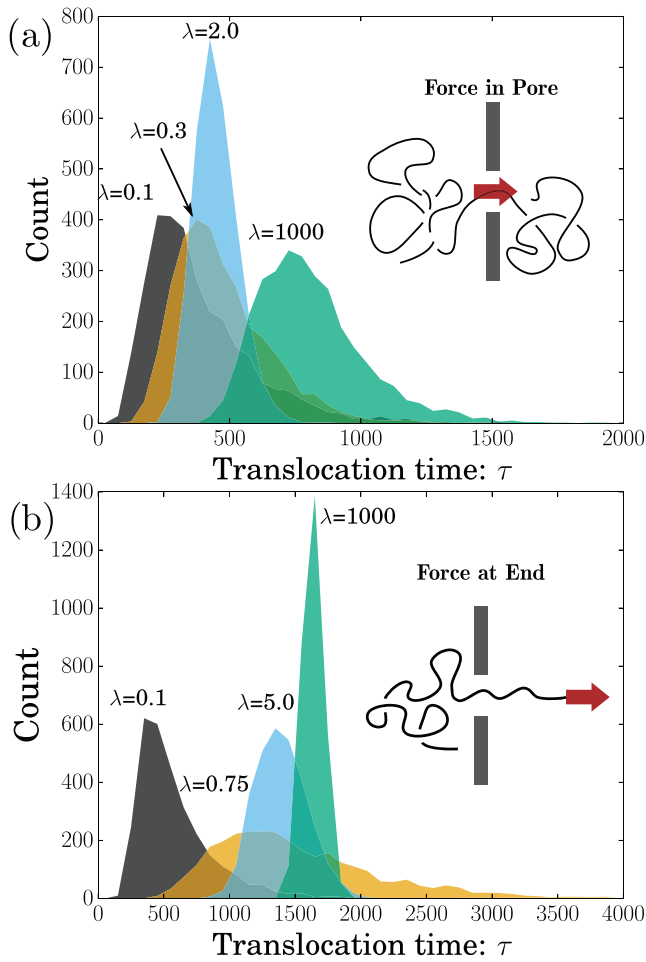 (a)
800
700
600
500
400
300
200
100
0
Count
λ=2.0
λ=0.3
λ=0.1
λ=1000
Force in Pore
0 500 1000 1500 2000
Translocation time: τ
(b)
1400
1200
1000
800
600
400
200
0
Count
λ=1000
Force at End
λ=0.1
λ=5.0
λ=0.75
0 500 1000 1500 2000 2500 3000 3500 4000
Translocation time: τ